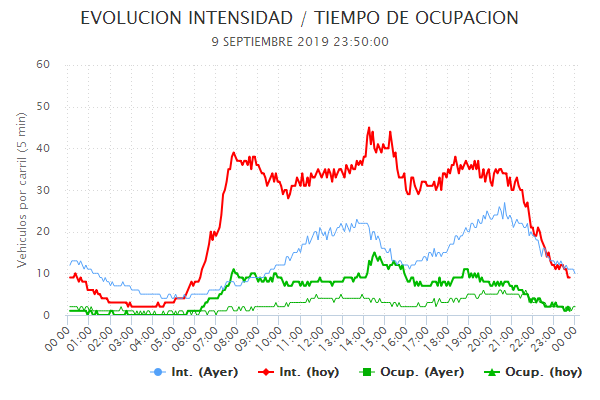 EVOLUCION INTENSIDAD / TIEMPO DE OCUPACION
9 SEPTIEMBRE 2019 23:50:00
Vehiculos por carril (5 min)
60
50
40
30
20
10
0
00:00 01:00 02:00 03:00 04:00 05:00 06:00 07:00 08:00 09:00 10:00 11:00 12:00 13:00 14:00 15:00 16:00 17:00 18:00 19:00 20:00 21:00 22:00 23:00 00:00
Int. (Ayer) Int. (hoy) Ocup. (Ayer) Ocup. (hoy)